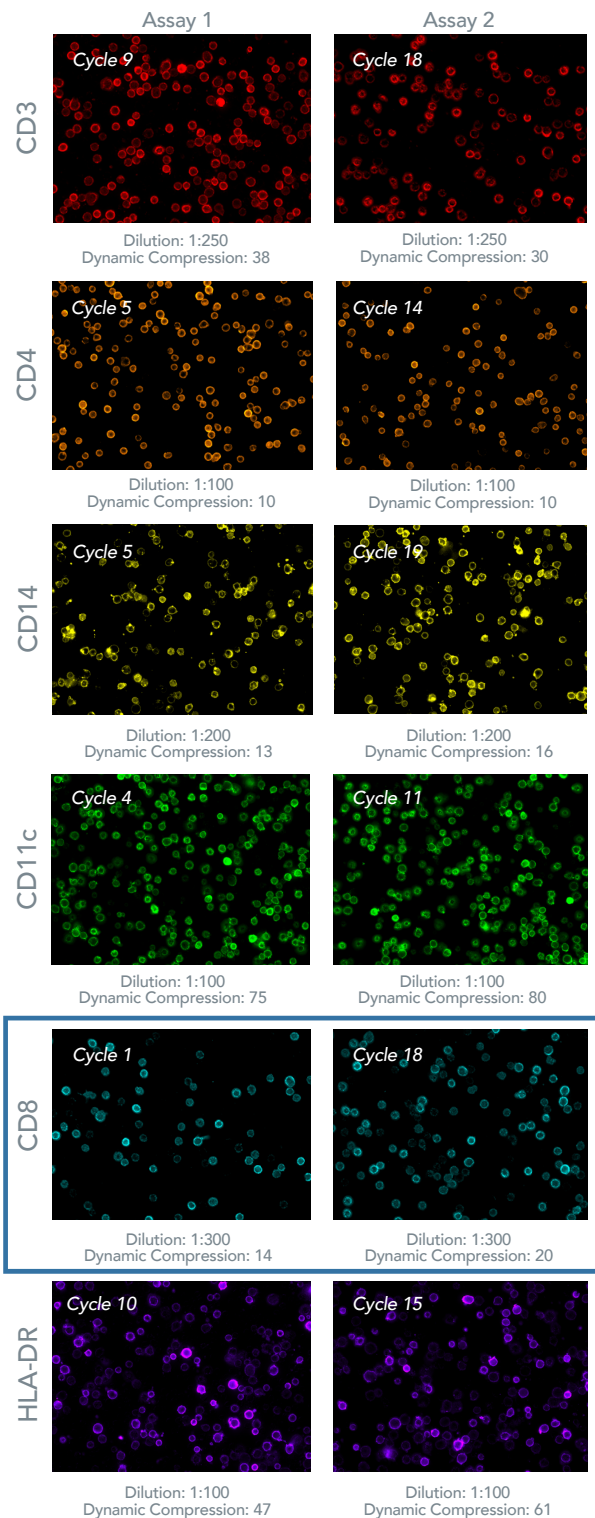 Assay 1 Assay 2
CD3
Cycle 9 Cycle 18
Dilution: 1:250 Dilution: 1:250
Dynamic Compression: 38 Dynamic Compression: 30
CD4
Cycle 5 Cycle 14
Dilution: 1:100 Dilution: 1:100
Dynamic Compression: 10 Dynamic Compression: 10
CD14
Cycle 5 Cycle 19
Dilution: 1:200 Dilution: 1:200
Dynamic Compression: 13 Dynamic Compression: 16
CD11c
Cycle 4 Cycle 11
Dilution: 1:100 Dilution: 1:100
Dynamic Compression: 75 Dynamic Compression: 80
CD8
Cycle 1 Cycle 18
Dilution: 1:300 Dilution: 1:300
Dynamic Compression: 14 Dynamic Compression: 20
HLA-DR
Cycle 10 Cycle 15
Dilution: 1:100 Dilution: 1:100
Dynamic Compression: 47 Dynamic Compression: 61